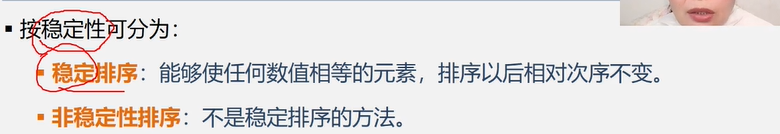 ▪ 按稳定性可分为：
▪ 稳定排序：能够使任何数值相等的元素，排序以后相对次序不变。
▪ 非稳定性排序：不是稳定排序的方法。